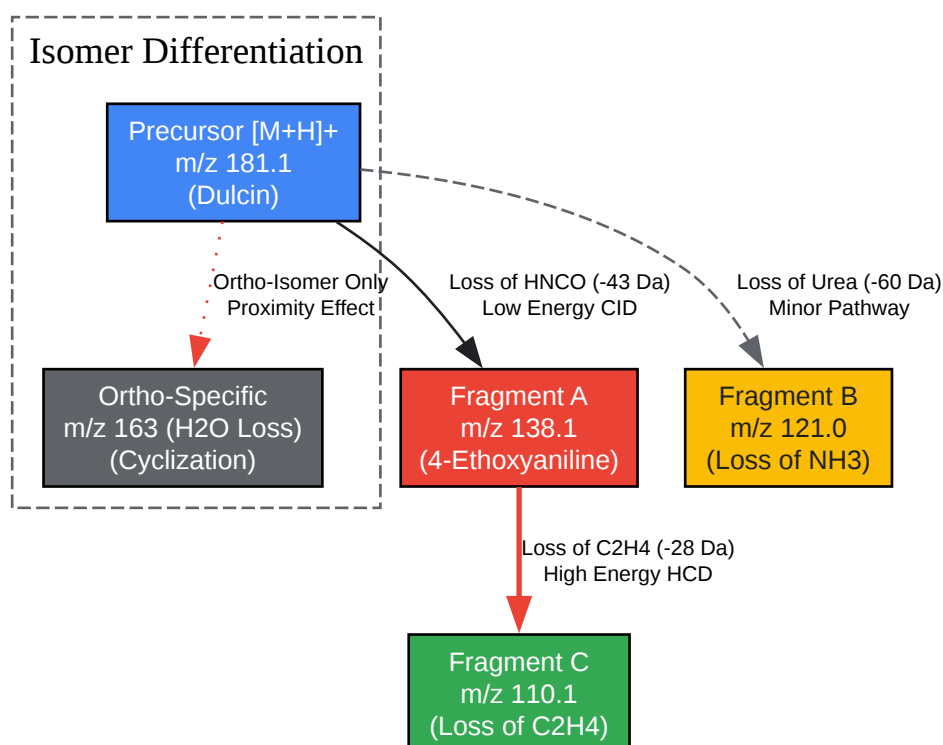 Isomer Differentiation
Precursor [M+H]+
m/z 181.1
(Dulcin)
Ortho-Isomer Only
Proximity Effect
Loss of HNCO (-43 Da)
Low Energy CID
Loss of Urea (-60 Da)
Minor Pathway
Ortho-Specific
m/z 163 (H2O Loss)
(Cyclization)
Fragment A
m/z 138.1
(4-Ethoxyaniline)
Fragment B
m/z 121.0
(Loss of NH3)
Loss of C2H4 (-28 Da)
High Energy HCD
Fragment C
m/z 110.1
(Loss of C2H4)